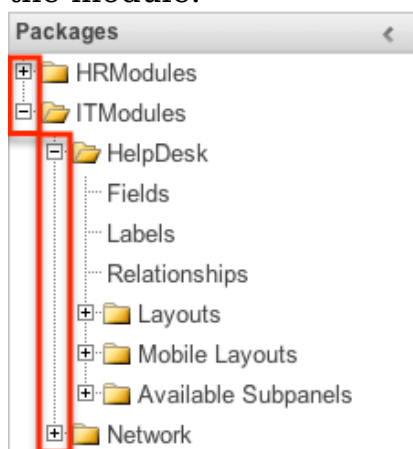 the module.
Packages
HRModules
ITModules
HelpDesk
Fields
Labels
Relationships
Layouts
Mobile Layouts
Available Subpanels
Network